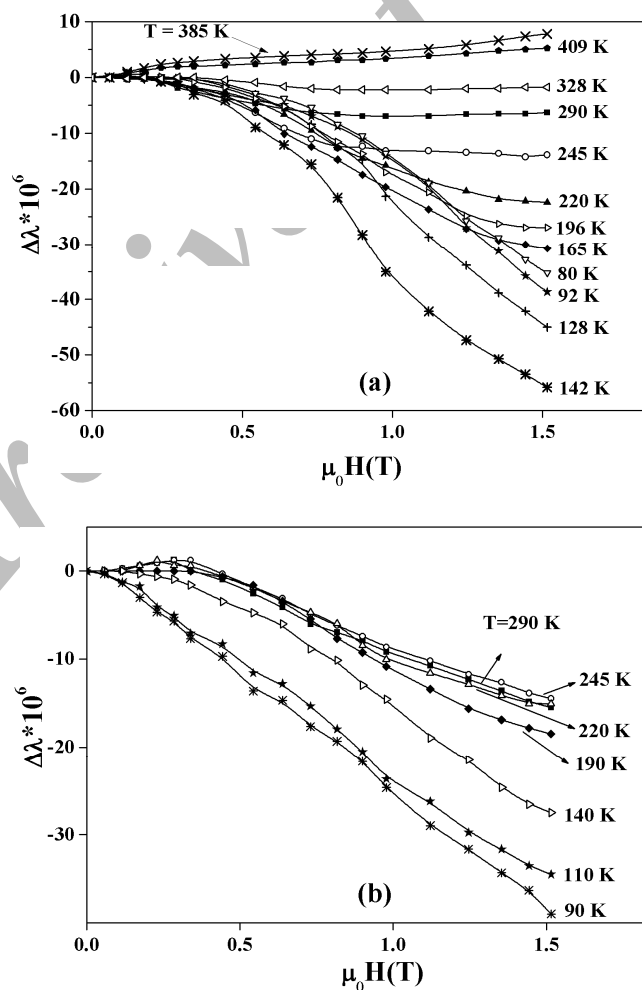 10
0
-10
-20
-30
-40
-50
-60
Δλ*10⁶
T = 385 K
409 K
328 K
290 K
245 K
220 K
196 K
165 K
80 K
92 K
128 K
142 K
(a)
0.0 0.5 1.0 1.5
μ₀H(T)
0
-10
-20
-30
Δλ*10⁶
T=290 K
245 K
220 K
190 K
140 K
110 K
90 K
(b)
0.0 0.5 1.0 1.5
μ₀H(T)